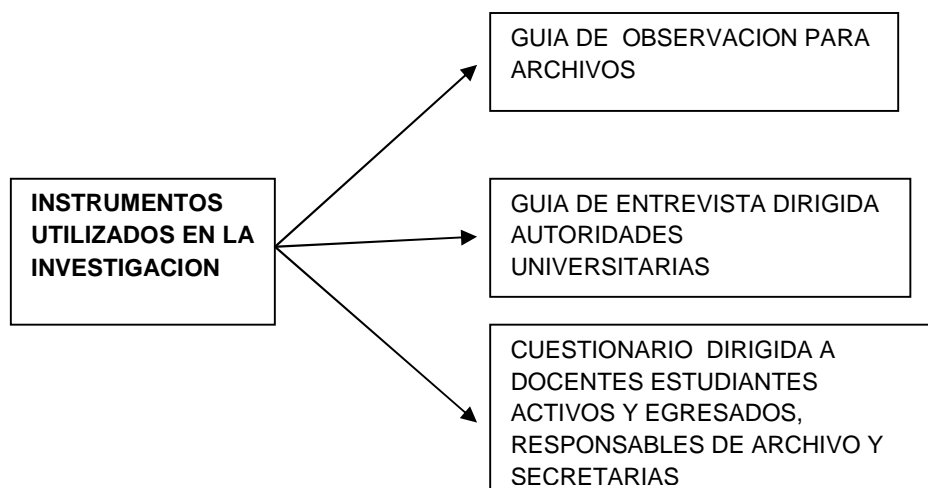 GUIA DE OBSERVACION PARA
ARCHIVOS
INSTRUMENTOS
UTILIZADOS EN LA
INVESTIGACION
GUIA DE ENTREVISTA DIRIGIDA
AUTORIDADES
UNIVERSITARIAS
CUESTIONARIO DIRIGIDA A
DOCENTES ESTUDIANTES
ACTIVOS Y EGRESADOS,
RESPONSABLES DE ARCHIVO Y
SECRETARIAS